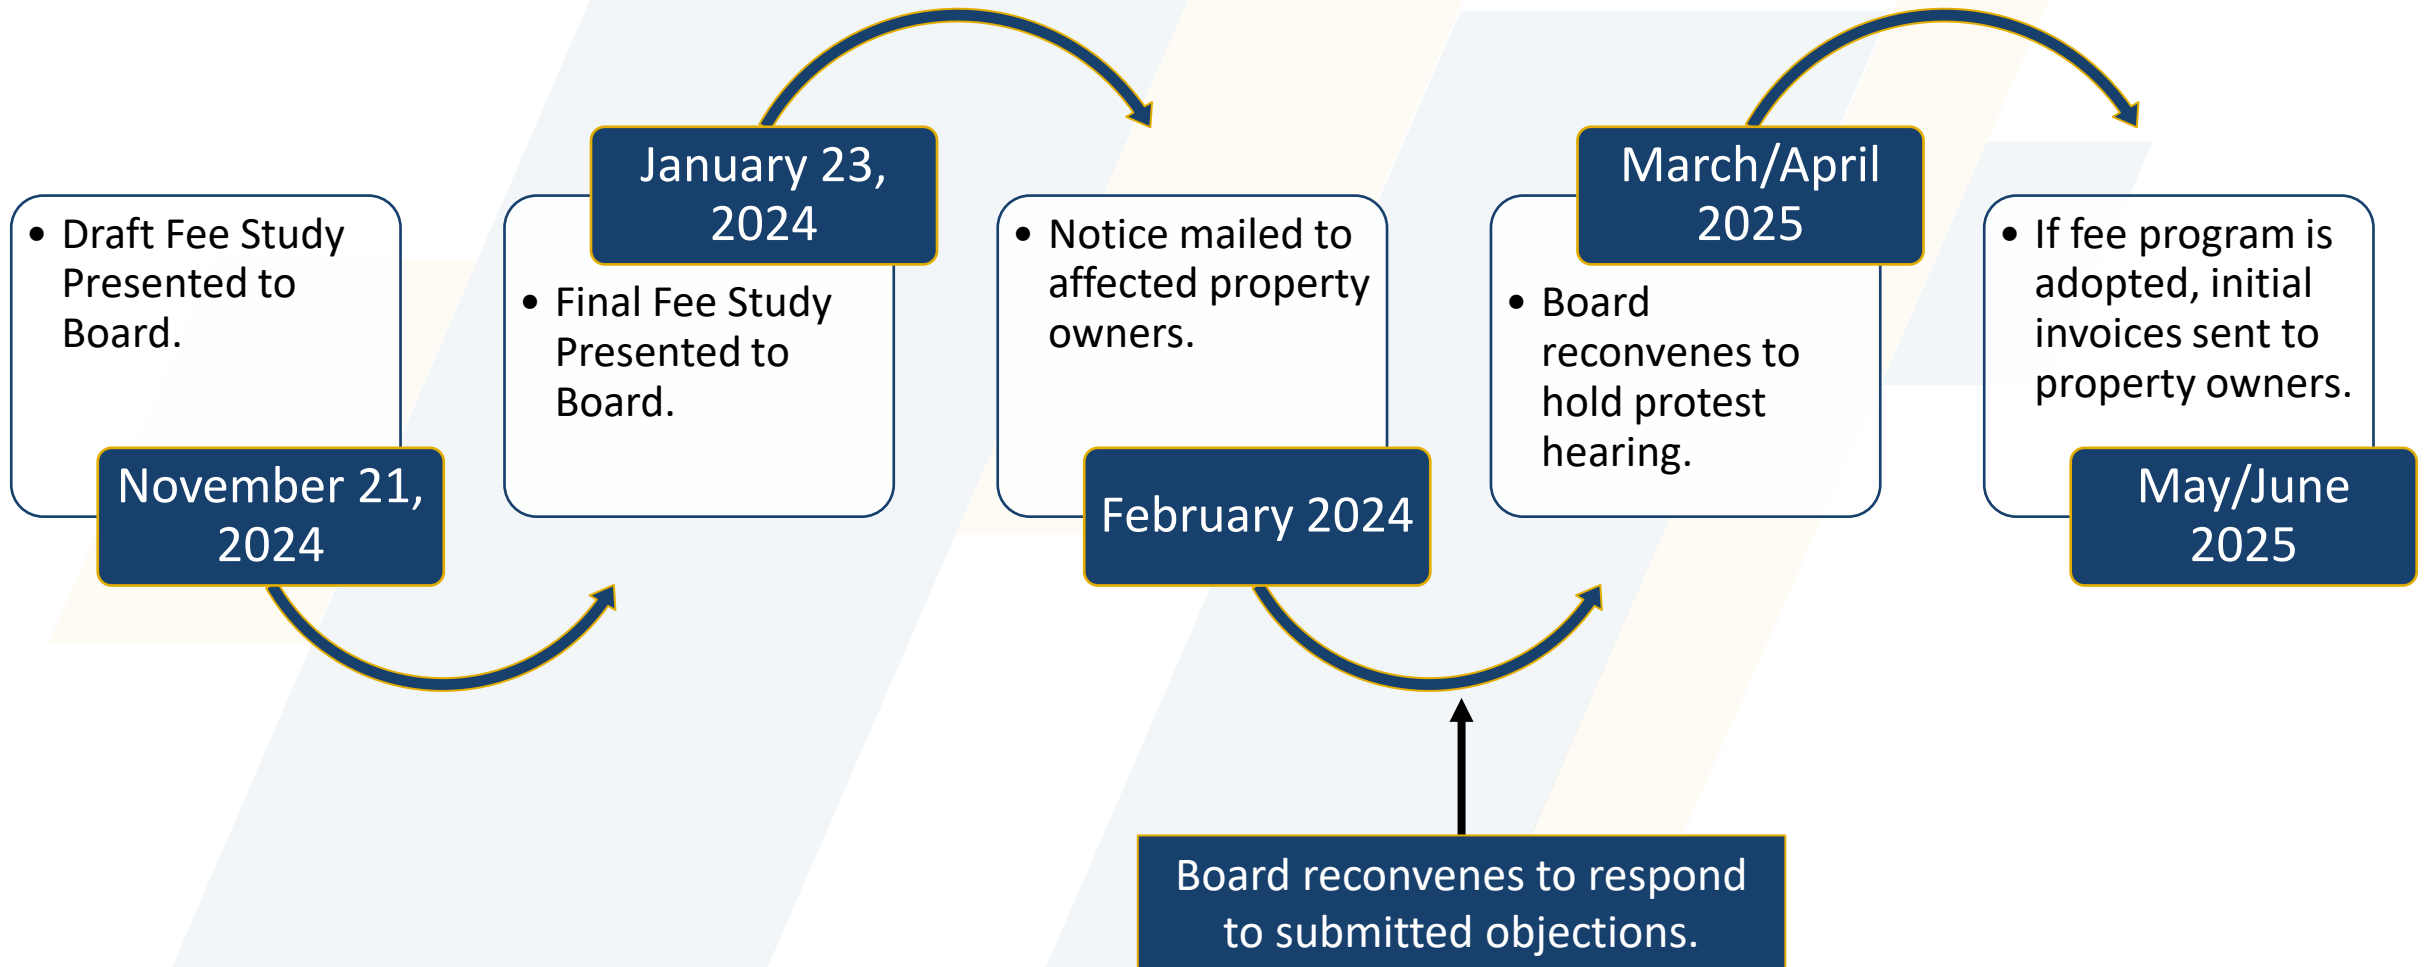 • Draft Fee Study
Presented to
Board.
November 21,
2024
January 23,
2024
• Final Fee Study
Presented to
Board.
• Notice mailed to
affected property
owners.
February 2024
March/April
2025
• Board
reconvenes to
hold protest
hearing.
• If fee program is
adopted, initial
invoices sent to
property owners.
May/June
2025
Board reconvenes to respond
to submitted objections.